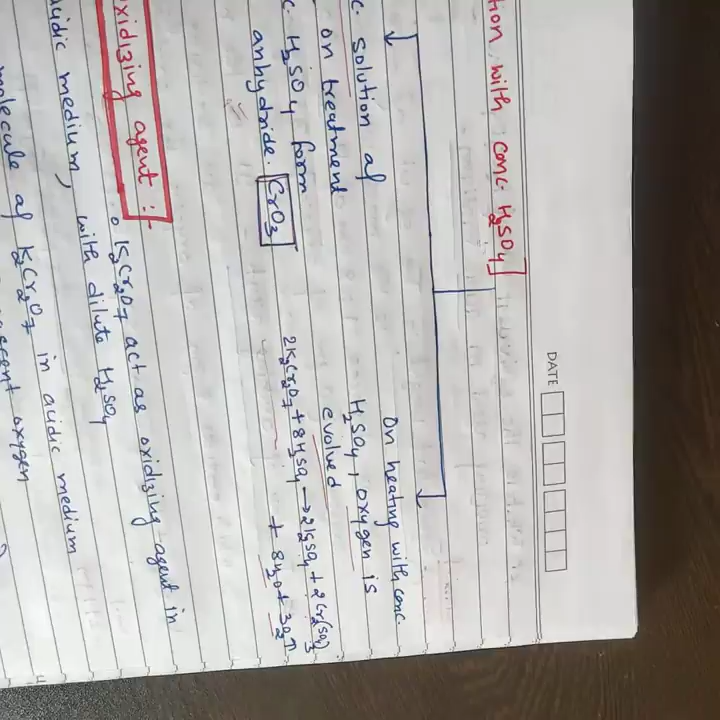 DATE
tion with conc. H2SO4]
c. solution of
on treatment
c. H2SO4 form
anhydride. CrO3
on heating with conc.
H2SO4, oxygen is
evolved
2K2Cr2O7 + 8H2SO4 → 2K2SO4 + 2Cr2(SO4)3
+ 8H2O + 3O2↑
oxidizing agent :-
K2Cr2O7 act as oxidizing agent in
acidic medium, with dilute H2SO4
molecule of K2Cr2O7 in acidic medium
oxygen